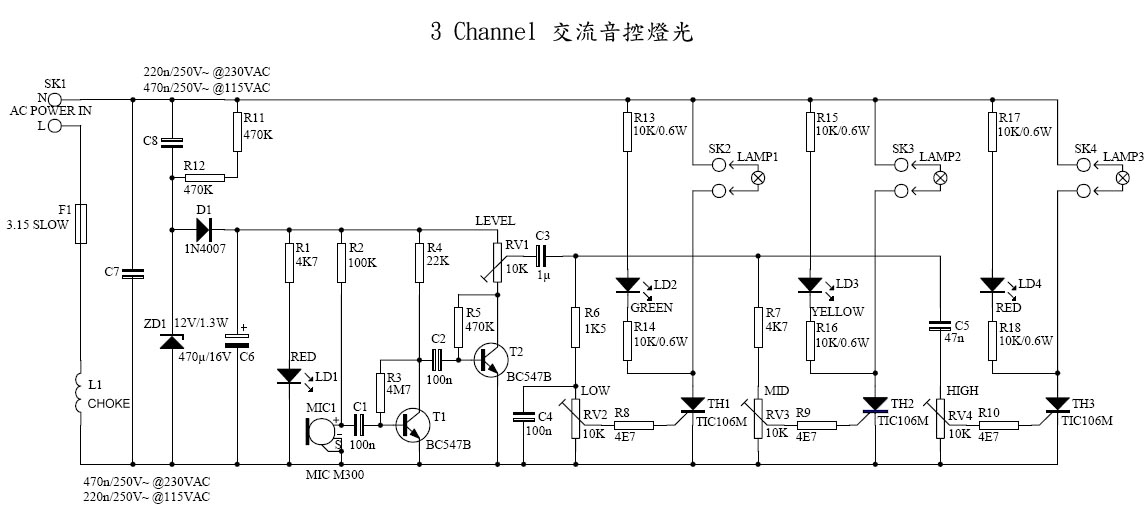 3 Channel 交流音控燈光
220n/250V~ @230VAC
470n/250V~ @115VAC
SK1
N
AC POWER IN
L
F1
3.15 SLOW
L1
CHOKE
C7
C8
R11
470K
R12
470K
D1
1N4007
ZD1
12V/1.3W
470µ/16V
+
C6
R1
4K7
RED
LD1
R2
100K
MIC1
+
-
S
MIC M300
C1
100n
R3
4M7
R4
22K
T1
BC547B
C2
100n
R5
470K
LEVEL
RV1
10K
T2
BC547B
C3
1µ
R6
1K5
C4
100n
LOW
RV2
10K
R8
4E7
R13
10K/0.6W
LD2
GREEN
R14
10K/0.6W
TH1
TIC106M
SK2
LAMP1
R7
4K7
MID
RV3
10K
R9
4E7
R15
10K/0.6W
LD3
YELLOW
R16
10K/0.6W
TH2
TIC106M
SK3
LAMP2
C5
47n
HIGH
RV4
10K
R10
4E7
R17
10K/0.6W
LD4
RED
R18
10K/0.6W
TH3
TIC106M
SK4
LAMP3
470n/250V~ @230VAC
220n/250V~ @115VAC